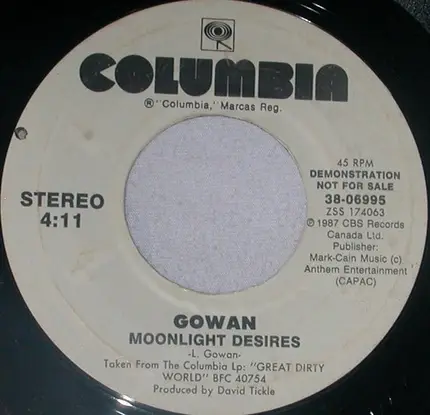 COLUMBIA
® "Columbia," Marcas Reg.
STEREO
4:11
45 RPM
DEMONSTRATION
NOT FOR SALE
38-06995
ZSS 174063
℗ 1987 CBS Records
Canada Ltd.
Publisher:
Mark-Cain Music (c)
Anthem Entertainment
(CAPAC)
GOWAN
MOONLIGHT DESIRES
-L. Gowan-
Taken From The Columbia Lp: "GREAT DIRTY
WORLD" BFC 40754
Produced by David Tickle